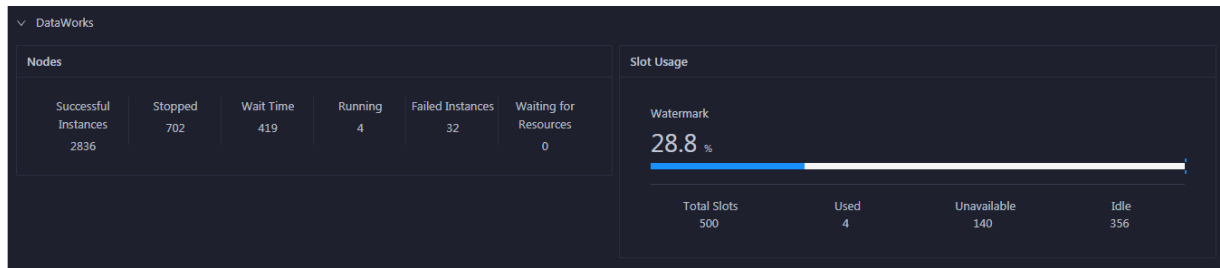 DataWorks
Nodes
Successful Instances
2836
Stopped
702
Wait Time
419
Running
4
Failed Instances
32
Waiting for Resources
0
Slot Usage
Watermark
28.8 %
Total Slots
500
Used
4
Unavailable
140
Idle
356